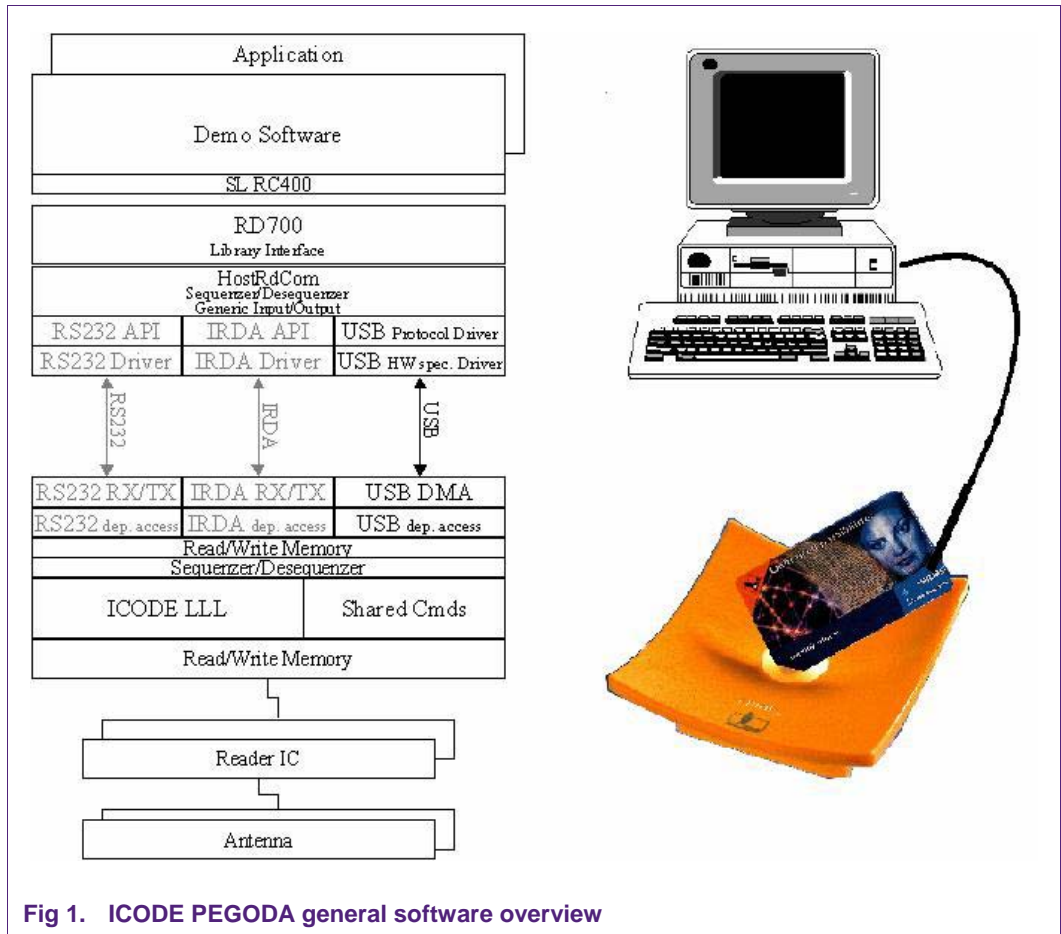 Application
Demo Software
SL RC400
RD700
Library Interface
HostRdCom
Sequenzer/Desequenzer
Generic Input/Output
RS232 API IRDA API USB Protocol Driver
RS232 Driver IRDA Driver USB HW spec. Driver
RS232 IRDA USB
RS232 RX/TX IRDA RX/TX USB DMA
RS232 dep. access IRDA dep. access USB dep. access
Read/Write Memory
Sequenzer/Desequenzer
ICODE LLL Shared Cmds
Read/Write Memory
Reader IC
Antenna
Fig 1. ICODE PEGODA general software overview